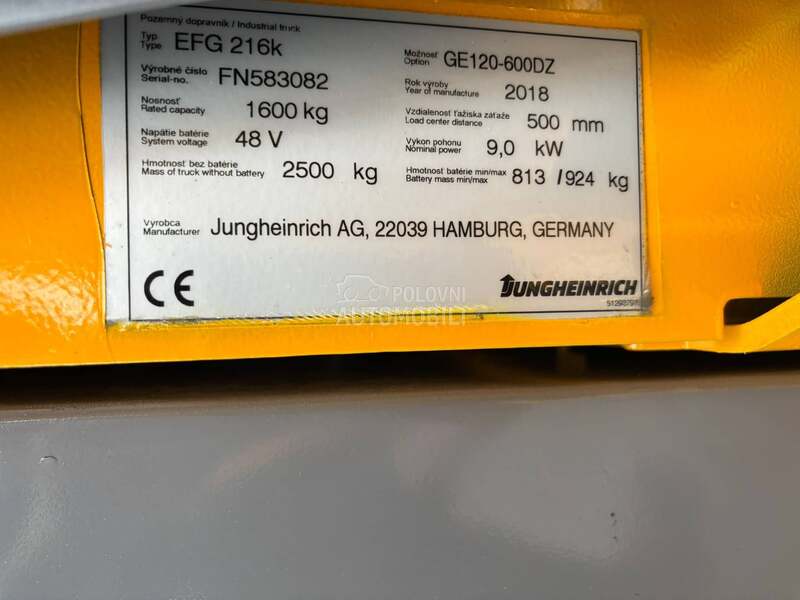 Pozemný dopravník / Industrial truck
Typ
Type EFG 216k
Možnosť
Option GE120-600DZ
Výrobné číslo
Serial-no. FN583082
Rok výroby
Year of manufacture 2018
Nosnosť
Rated capacity 1600 kg
Vzdialenosť ťažiska záťaže
Load center distance 500 mm
Napätie batérie
System voltage 48 V
Výkon pohonu
Nominal power 9,0 kW
Hmotnosť bez batérie
Mass of truck without battery 2500 kg
Hmotnosť batérie min/max
Battery mass min/max 813 / 924 kg
Výrobca
Manufacturer Jungheinrich AG, 22039 HAMBURG, GERMANY
CE
JUNGHEINRICH
POLOVNI
AUTOMOBILI